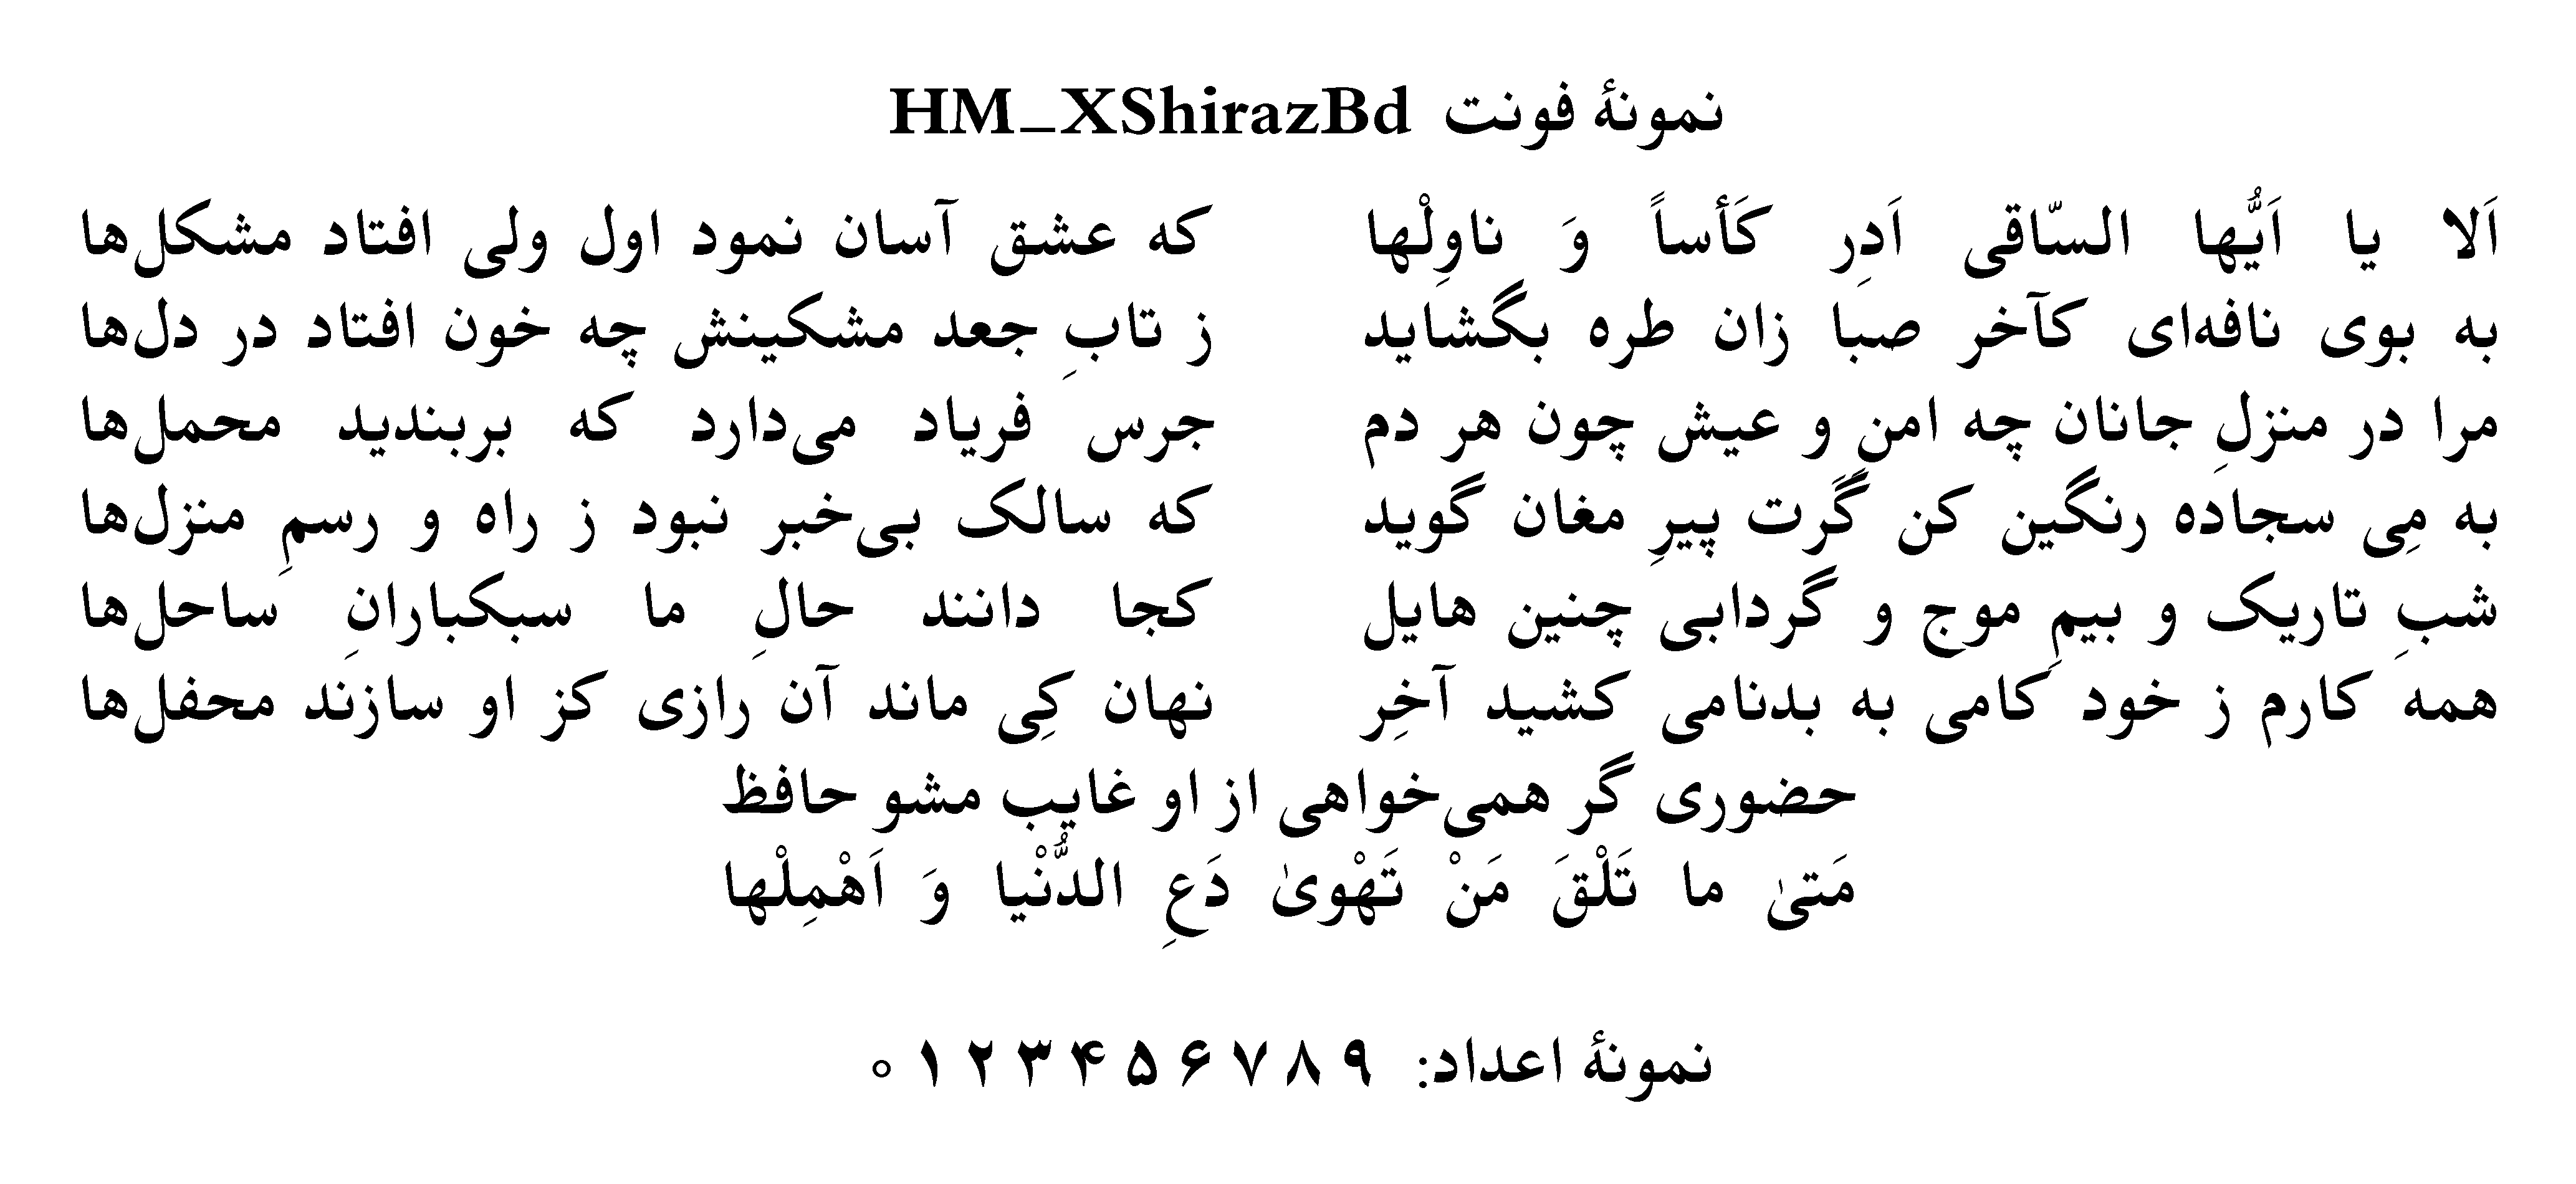 نمونهٔ فونت HM_XShirazBd
اَلا یا اَیُّها السّاقی اَدِر کَأساً وَ ناوِلْها که عشق آسان نمود اول ولی افتاد مشکل‌ها
به بوی نافه‌ای کآخر صبا زان طره بگشاید ز تابِ جعد مشکینش چه خون افتاد در دل‌ها
مرا در منزلِ جانان چه امن و عیش چون هر دم جرس فریاد می‌دارد که بربندید محمل‌ها
به مِی سجاده رنگین کن گَرت پیرِ مغان گوید که سالک بی‌خبر نبود ز راه و رسمِ منزل‌ها
شبِ تاریک و بیمِ موج و گردابی چنین هایل کجا دانند حالِ ما سبکبارانِ ساحل‌ها
همه کارم ز خود کامی به بدنامی کشید آخِر نهان کِی ماند آن رازی کز او سازند محفل‌ها
حضوری گر همی‌خواهی از او غایب مشو حافظ
مَتیٰ ما تَلْقَ مَنْ تَهْویٰ دَعِ الدُّنْیا وَ اَهْمِلْها
نمونهٔ اعداد: ۰۱۲۳۴۵۶۷۸۹